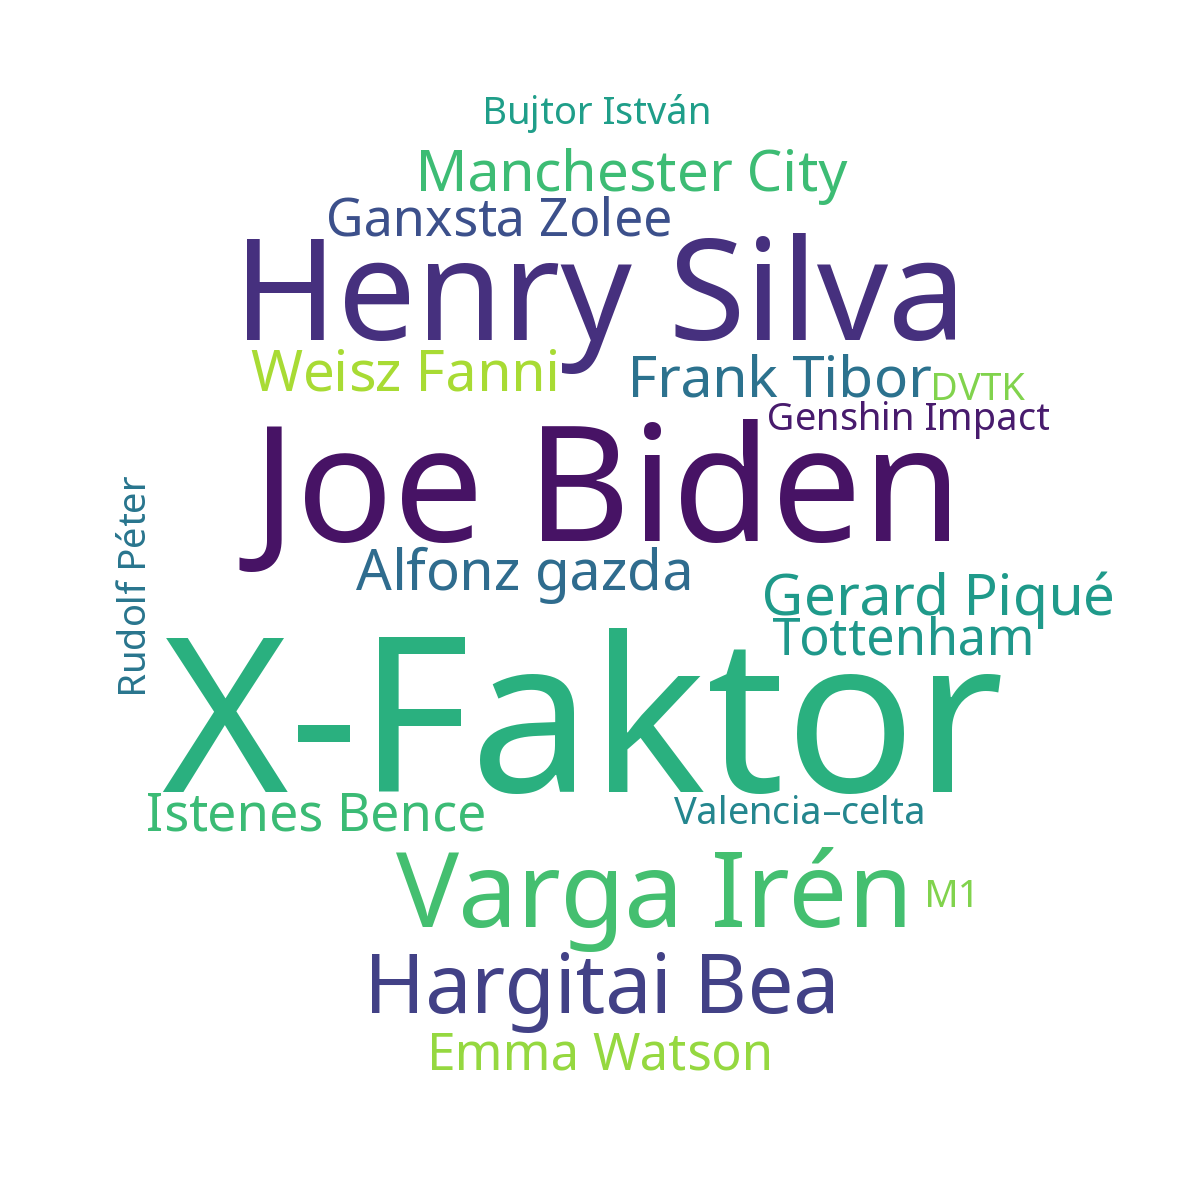 Bujtor István
Manchester City
Ganxsta Zolee
Henry Silva
Weisz Fanni
Frank Tibor
DVTK
Genshin Impact
Joe Biden
Rudolf Péter
Alfonz gazda
Gerard Piqué
Tottenham
X-Faktor
Istenes Bence
Valencia–celta
Varga Irén
M1
Hargitai Bea
Emma Watson